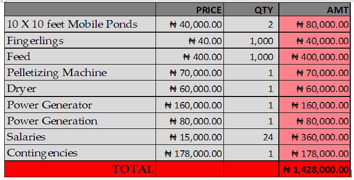 PRICE QTY AMT
10 X 10 feet Mobile Ponds ₦ 40,000.00 2 ₦ 80,000.00
Fingerlings ₦ 40.00 1,000 ₦ 40,000.00
Feed ₦ 400.00 1,000 ₦ 400,000.00
Pelletizing Machine ₦ 70,000.00 1 ₦ 70,000.00
Dryer ₦ 60,000.00 1 ₦ 60,000.00
Power Generator ₦ 160,000.00 1 ₦ 160,000.00
Power Generation ₦ 80,000.00 1 ₦ 80,000.00
Salaries ₦ 15,000.00 24 ₦ 360,000.00
Contingencies ₦ 178,000.00 1 ₦ 178,000.00
TOTAL ₦ 1,428,000.00